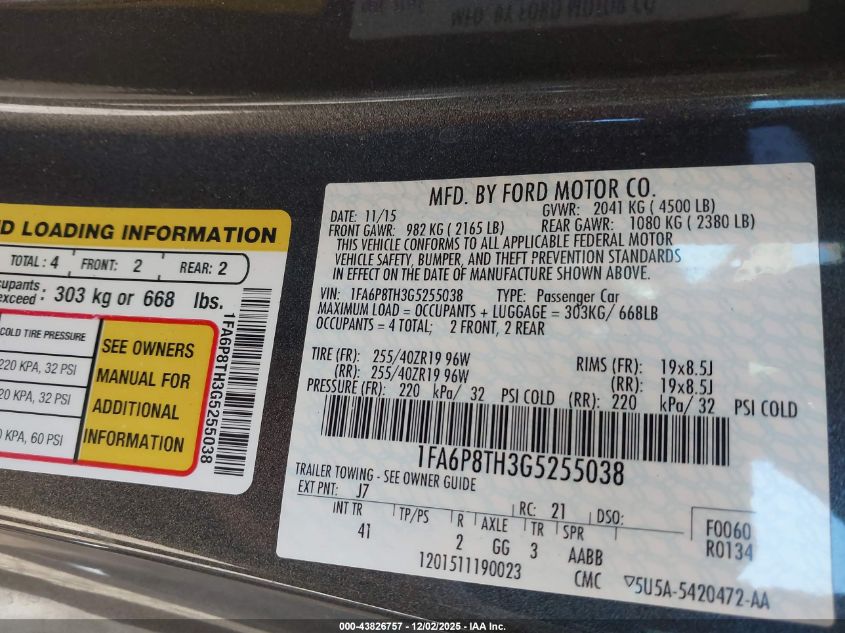 MFD. BY FORD MOTOR CO.
DATE: 11/15 GVWR: 2041 KG ( 4500 LB)
FRONT GAWR: 982 KG ( 2165 LB) REAR GAWR: 1080 KG ( 2380 LB)
THIS VEHICLE CONFORMS TO ALL APPLICABLE FEDERAL MOTOR
VEHICLE SAFETY, BUMPER, AND THEFT PREVENTION STANDARDS
IN EFFECT ON THE DATE OF MANUFACTURE SHOWN ABOVE.
VIN: 1FA6P8TH3G5255038 TYPE: Passenger Car
MAXIMUM LOAD = OCCUPANTS + LUGGAGE = 303KG/ 668LB
OCCUPANTS = 4 TOTAL; 2 FRONT, 2 REAR
TIRE (FR): 255/40ZR19 96W RIMS (FR): 19x8.5J
(RR): 255/40ZR19 96W (RR): 19x8.5J
PRESSURE (FR): 220 kPa/ 32 PSI COLD (RR): 220 kPa/ 32 PSI COLD
1FA6P8TH3G5255038
TRAILER TOWING - SEE OWNER GUIDE
EXT PNT: J7 RC: 21 DSO: F0060
INT TR TP/PS R AXLE TR SPR R0134
41 2 GG 3 AABB
1201511190023 CMC 5U5A-5420472-AA
LOADING INFORMATION
TOTAL: 4 FRONT: 2 REAR: 2
exceed: 303 kg or 668 lbs.
COLD TIRE PRESSURE
220 KPA, 32 PSI
KPA, 32 PSI
KPA, 60 PSI
SEE OWNERS
MANUAL FOR
ADDITIONAL
INFORMATION
1FA6P8TH3G5255038
000-43826757 - 12/02/2025 - IAA, Inc.